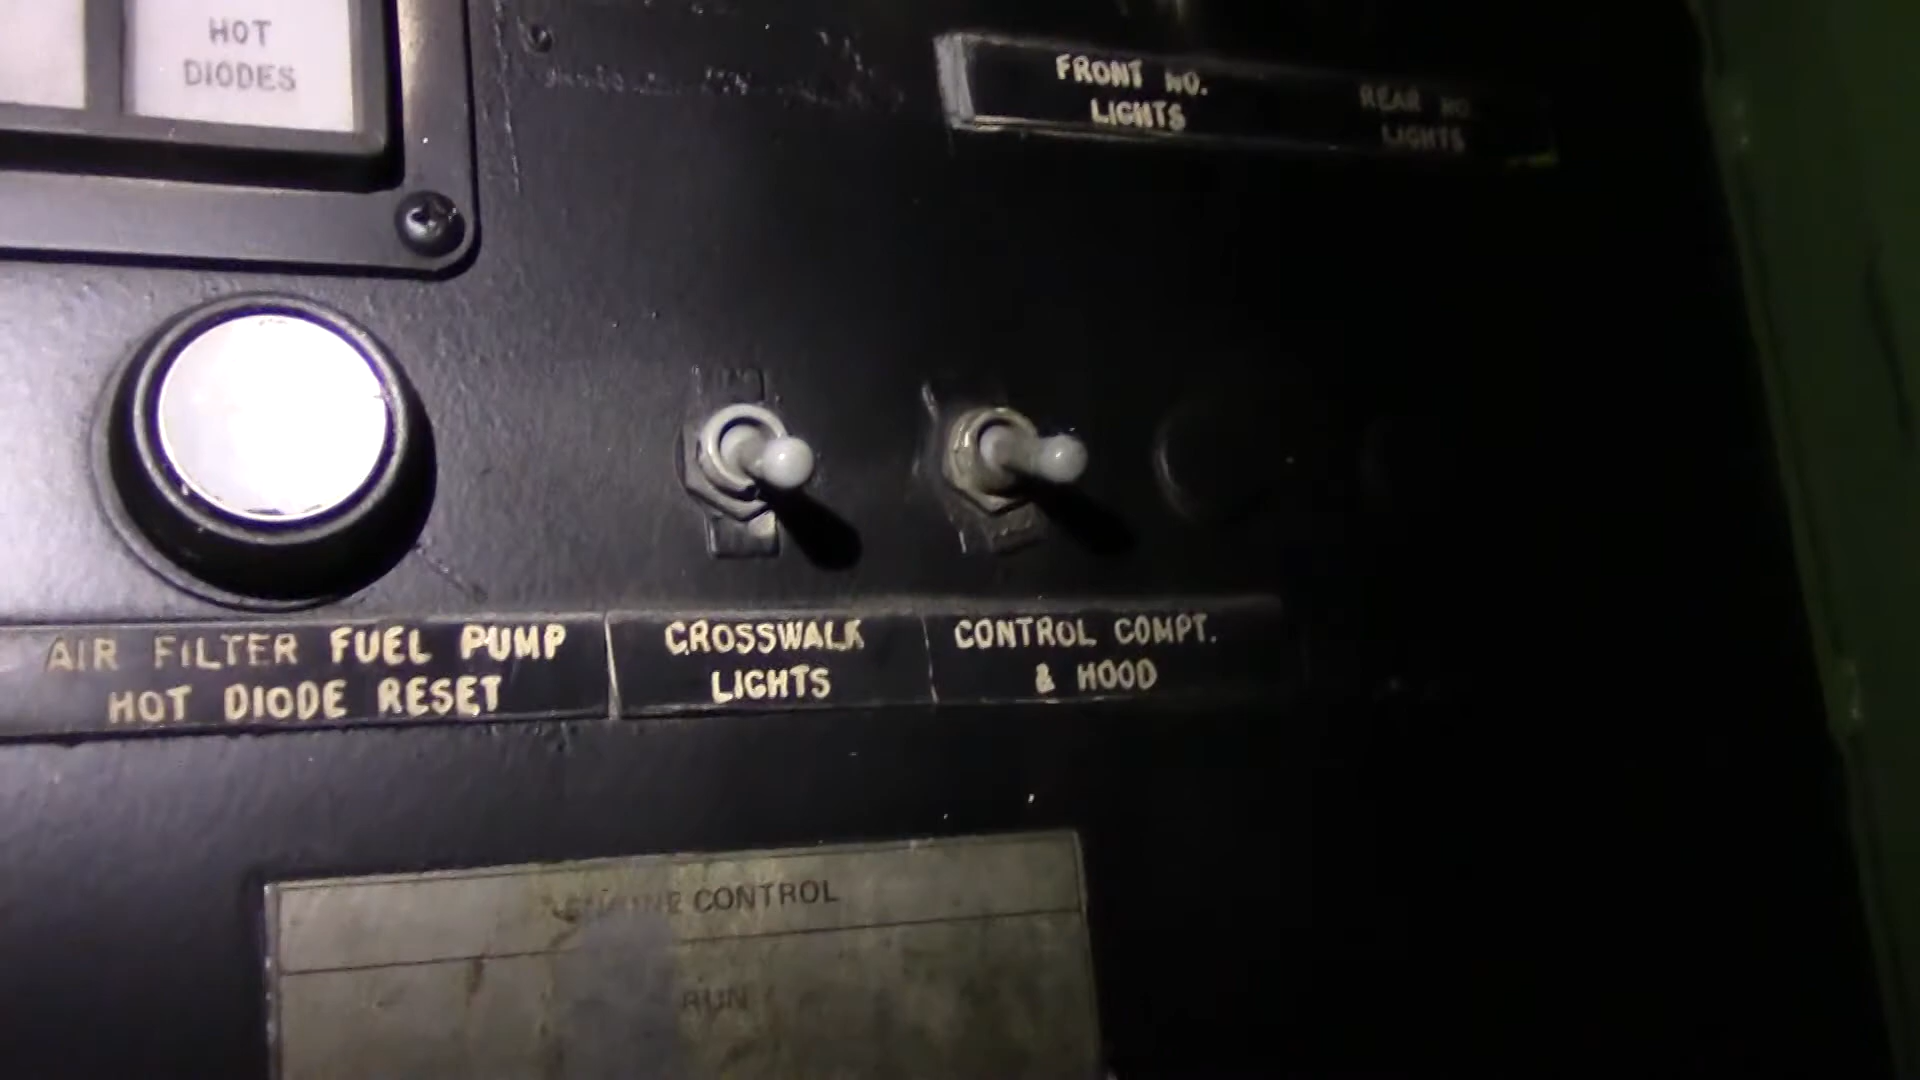 HOT
DIODES
FRONT NO.
LIGHTS
REAR NO.
LIGHTS
AIR FILTER FUEL PUMP
HOT DIODE RESET
CROSSWALK
LIGHTS
CONTROL COMPT.
& HOOD
ENGINE CONTROL
RUN